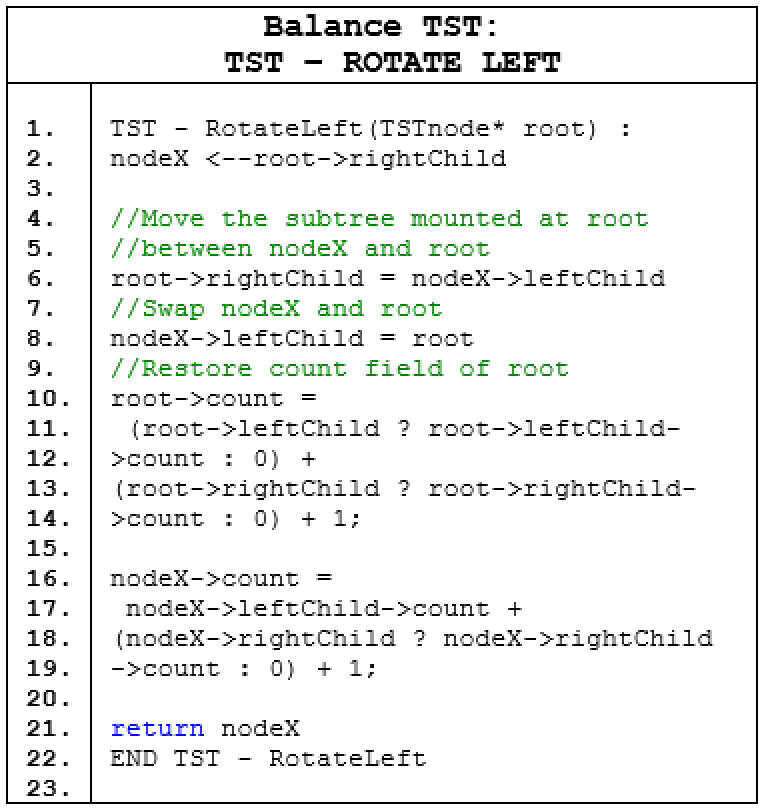 Balance TST:
TST – ROTATE LEFT
1. TST - RotateLeft(TSTnode* root) :
2. nodeX <--root->rightChild
3.
4. //Move the subtree mounted at root
5. //between nodeX and root
6. root->rightChild = nodeX->leftChild
7. //Swap nodeX and root
8. nodeX->leftChild = root
9. //Restore count field of root
10. root->count =
11. (root->leftChild ? root->leftChild-
12. >count : 0) +
13. (root->rightChild ? root->rightChild-
14. >count : 0) + 1;
15.
16. nodeX->count =
17. nodeX->leftChild->count +
18. (nodeX->rightChild ? nodeX->rightChild
19. ->count : 0) + 1;
20.
21. return nodeX
22. END TST - RotateLeft
23.